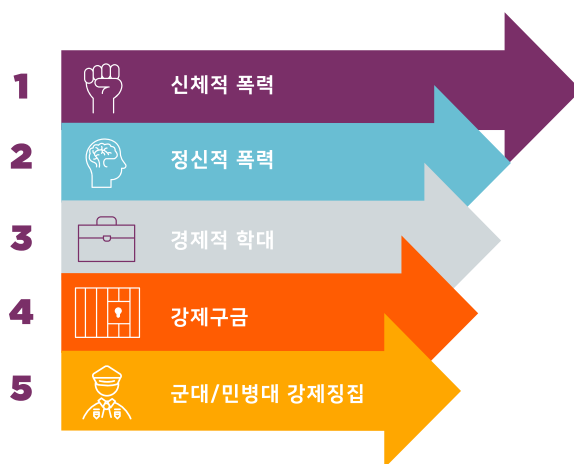 1 신체적 폭력
2 정신적 폭력
3 경제적 학대
4 강제구금
5 군대/민병대 강제징집